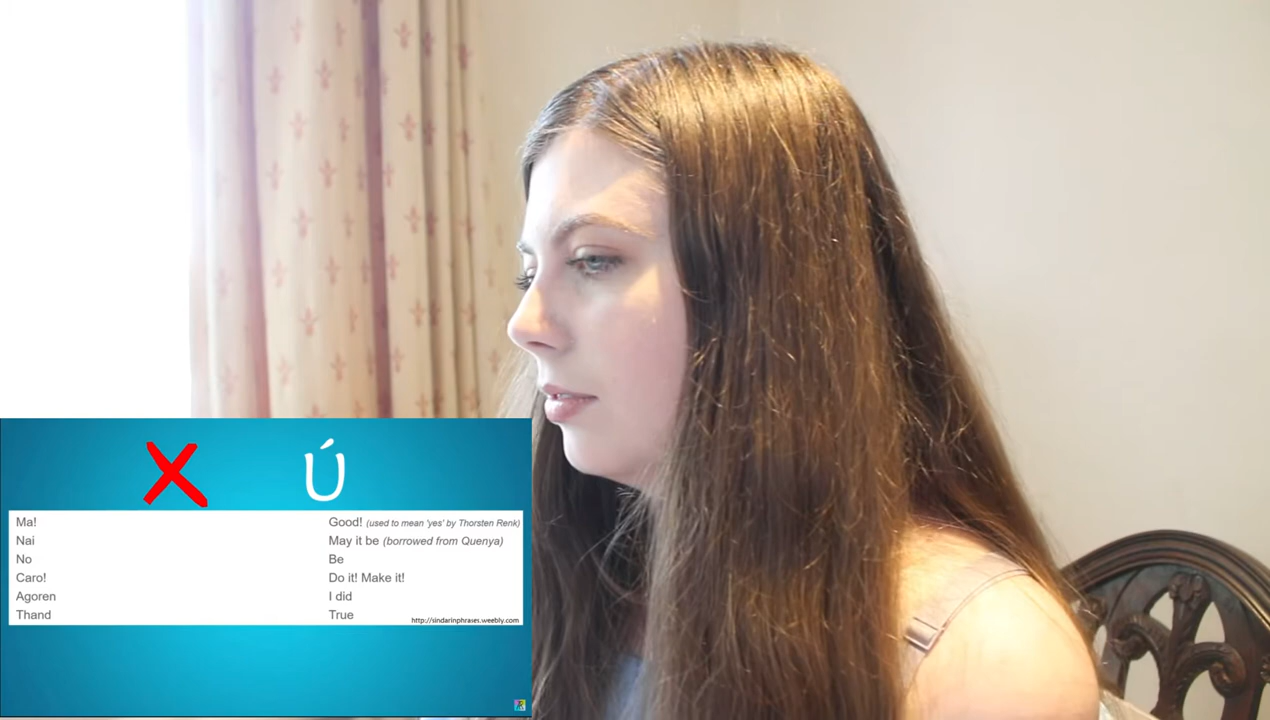 X Ú
Ma! Good! (used to mean 'yes' by Thorsten Renk)
Nai May it be (borrowed from Quenya)
No Be
Caro! Do it! Make it!
Agoren I did
Thand True
http://sindarinphrases.weebly.com